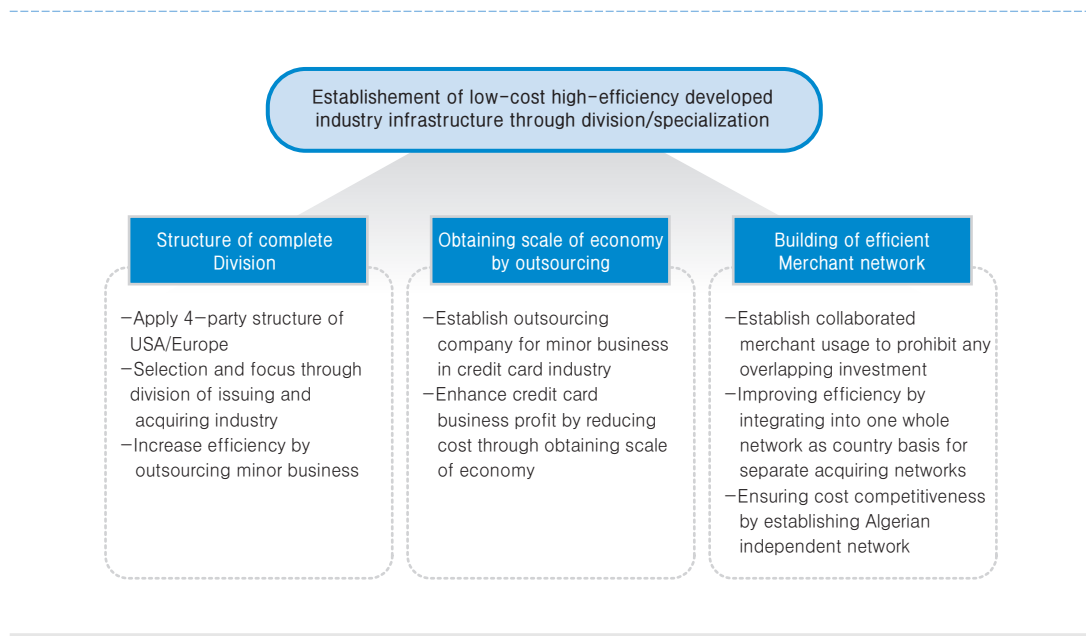 Establishement of low-cost high-efficiency developed
industry infrastructure through division/specialization
Structure of complete
Division
-Apply 4-party structure of
USA/Europe
-Selection and focus through
division of issuing and
acquiring industry
-Increase efficiency by
outsourcing minor business
Obtaining scale of economy
by outsourcing
-Establish outsourcing
company for minor business
in credit card industry
-Enhance credit card
business profit by reducing
cost through obtaining scale
of economy
Building of efficient
Merchant network
-Establish collaborated
merchant usage to prohibit any
overlapping investment
-Improving efficiency by
integrating into one whole
network as country basis for
separate acquiring networks
-Ensuring cost competitiveness
by establishing Algerian
independent network